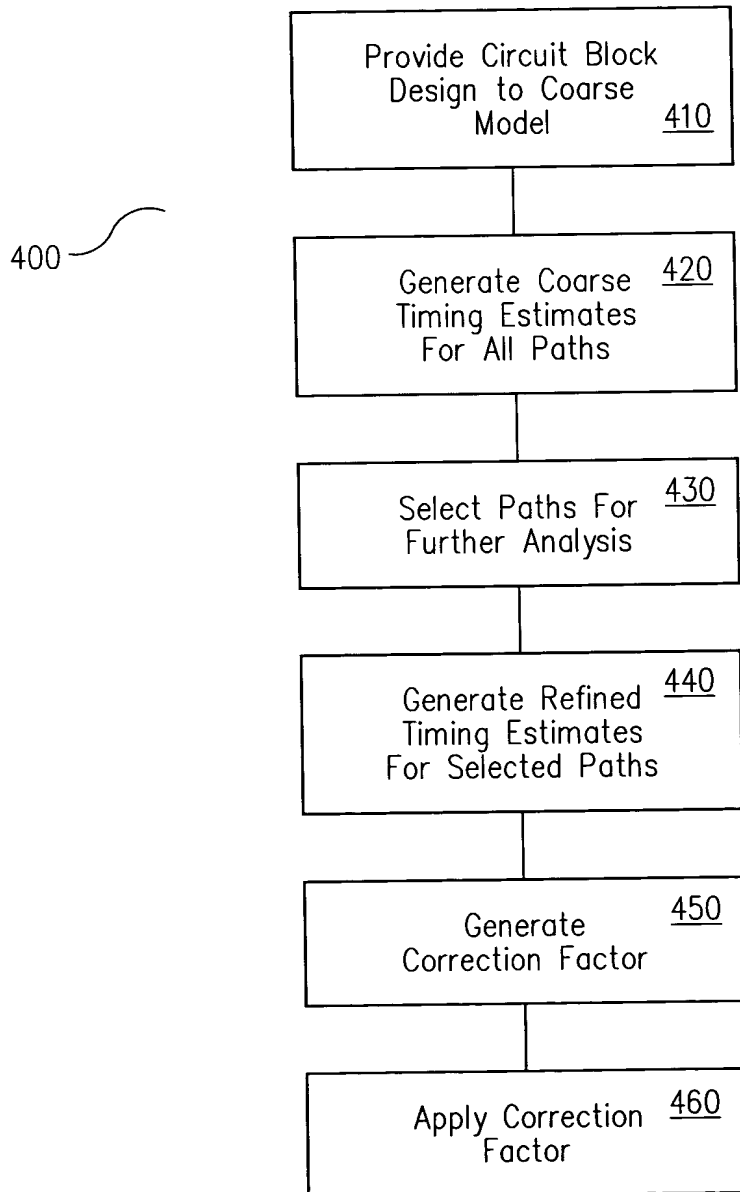 Provide Circuit Block
Design to Coarse
Model
410
400
420
Generate Coarse
Timing Estimates
For All Paths
430
Select Paths For
Further Analysis
440
Generate Refined
Timing Estimates
For Selected Paths
450
Generate
Correction Factor
460
Apply Correction
Factor